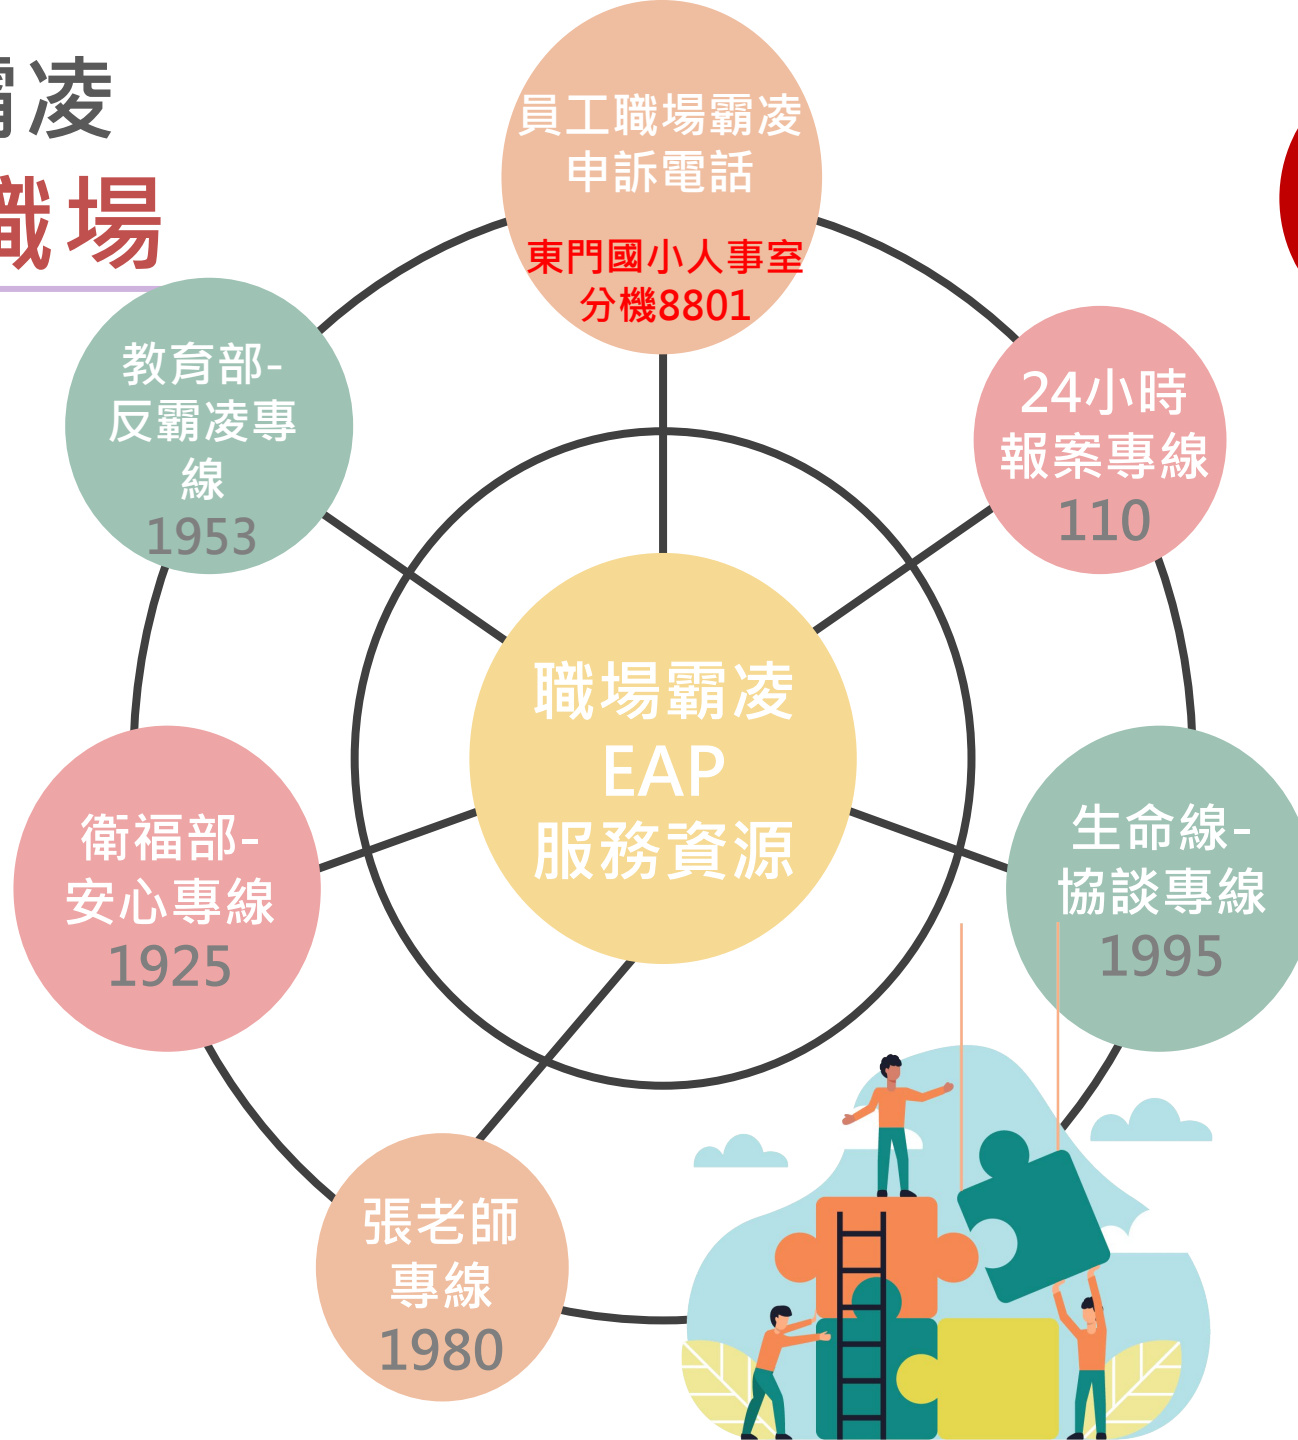 霸凌
職場
員工職場霸凌
申訴電話
東門國小人事室
分機8801
教育部-
反霸凌專
線
1953
24小時
報案專線
110
職場霸凌
EAP
服務資源
衛福部-
安心專線
1925
生命線-
協談專線
1995
張老師
專線
1980